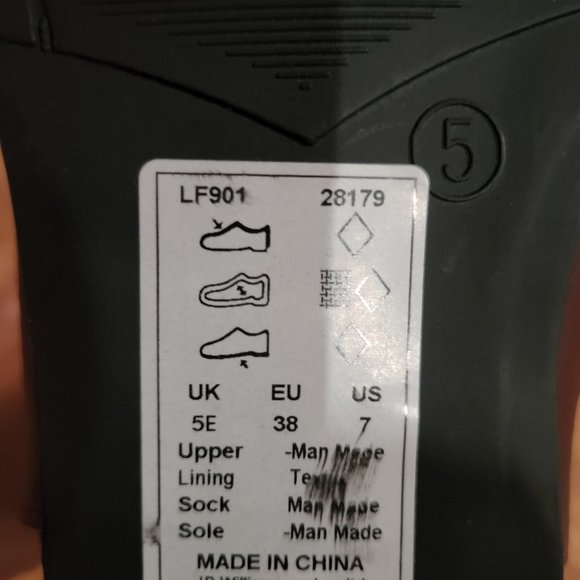 5
LF901 28179
UK EU US
5E 38 7
Upper -Man Made
Lining
Sock Man Made
Sole -Man Made
MADE IN CHINA